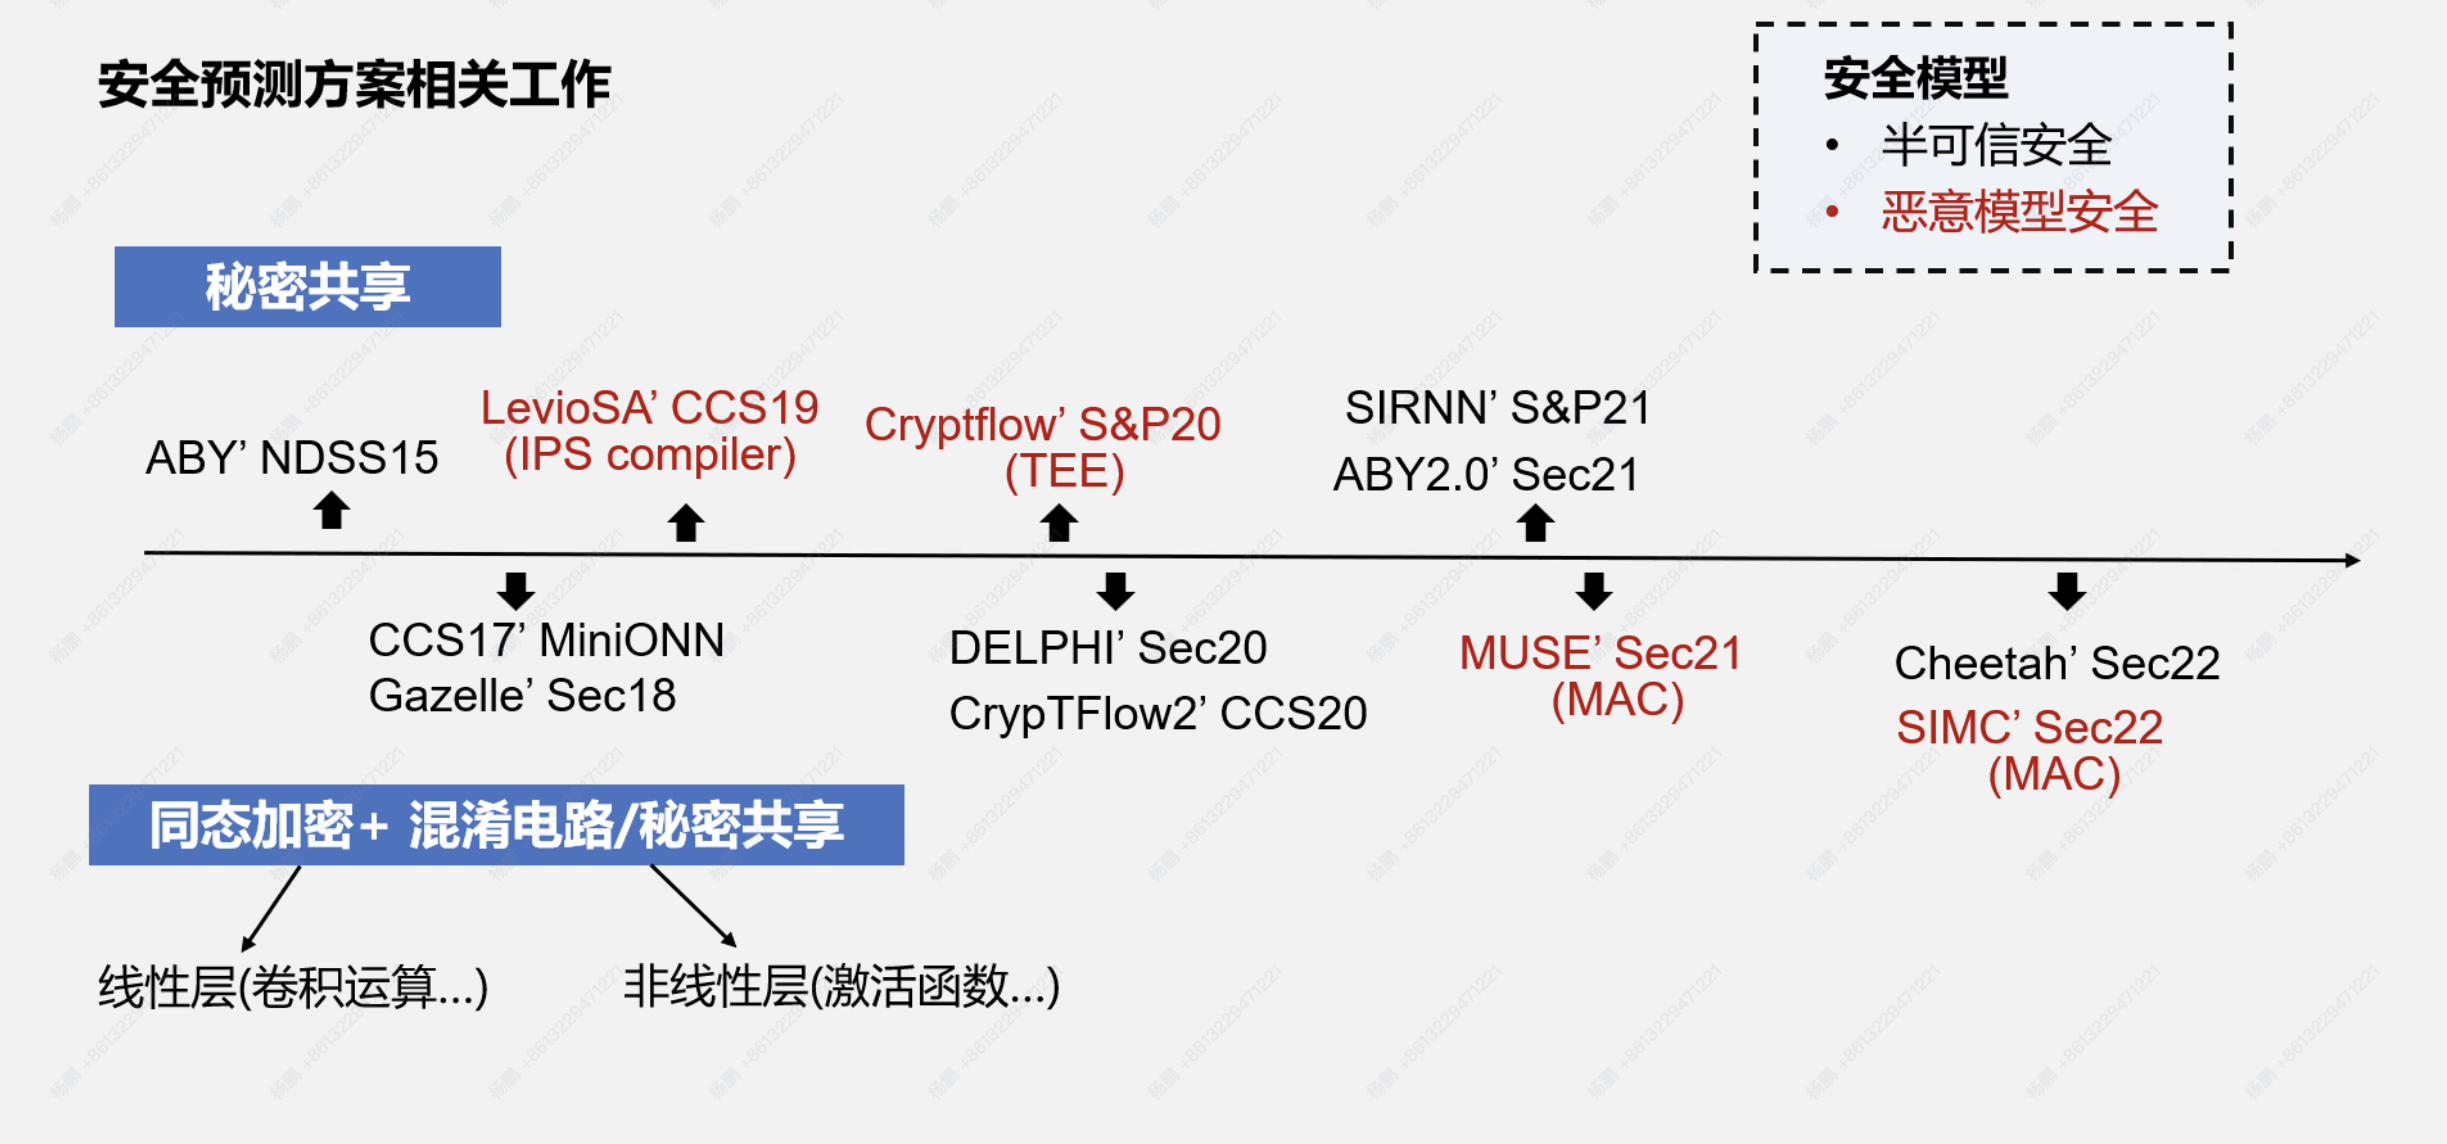 安全预测方案相关工作
安全模型
• 半可信安全
• 恶意模型安全
秘密共享
ABY’ NDSS15
LevioSA’ CCS19
(IPS compiler)
Cryptflow’ S&P20
(TEE)
SIRNN’ S&P21
ABY2.0’ Sec21
CCS17’ MiniONN
Gazelle’ Sec18
DELPHI’ Sec20
CrypTFlow2’ CCS20
MUSE’ Sec21
(MAC)
Cheetah’ Sec22
SIMC’ Sec22
(MAC)
同态加密+ 混淆电路/秘密共享
线性层(卷积运算...)
非线性层(激活函数...)
杨鹏 +8613229471221